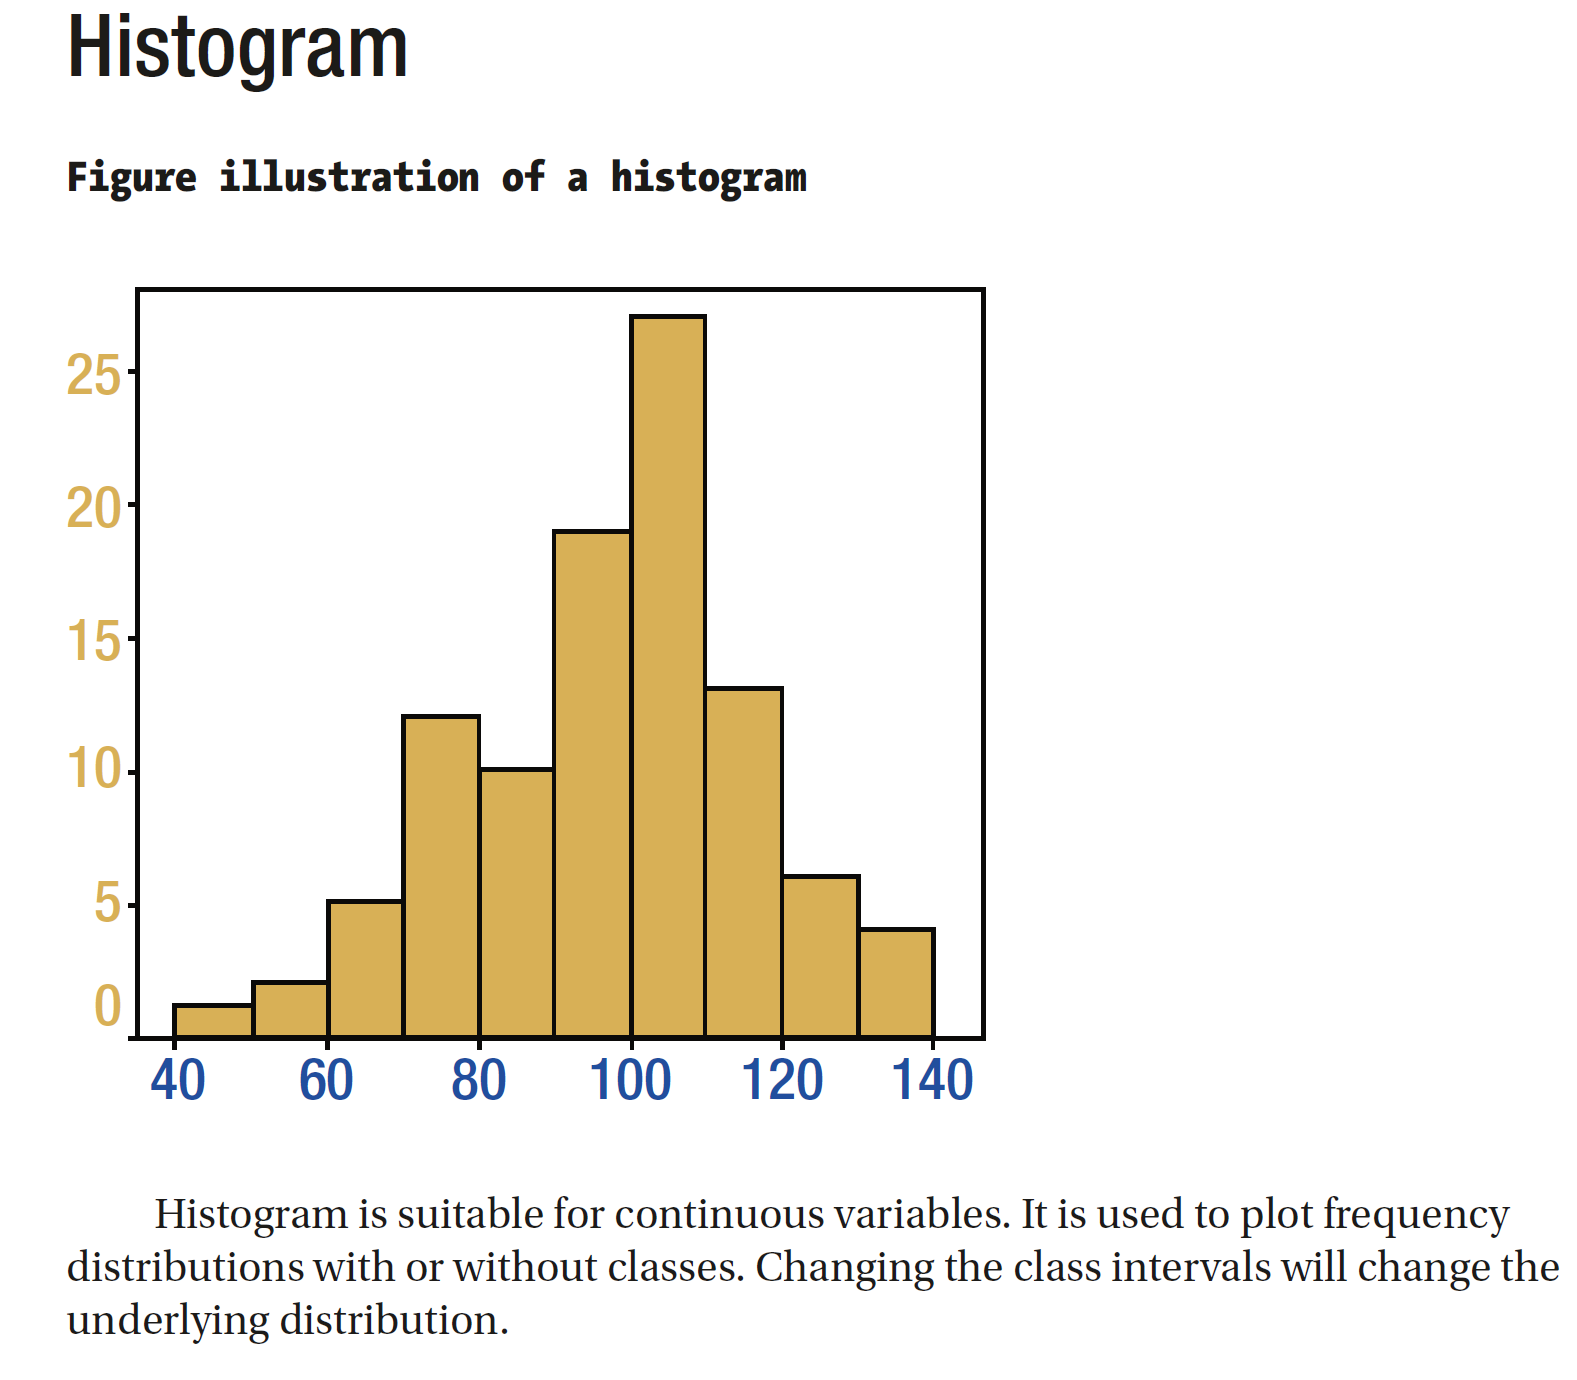 Histogram
Figure illustration of a histogram
25
20
15
10
5
0
40 60 80 100 120 140
Histogram is suitable for continuous variables. It is used to plot frequency
distributions with or without classes. Changing the class intervals will change the
underlying distribution.